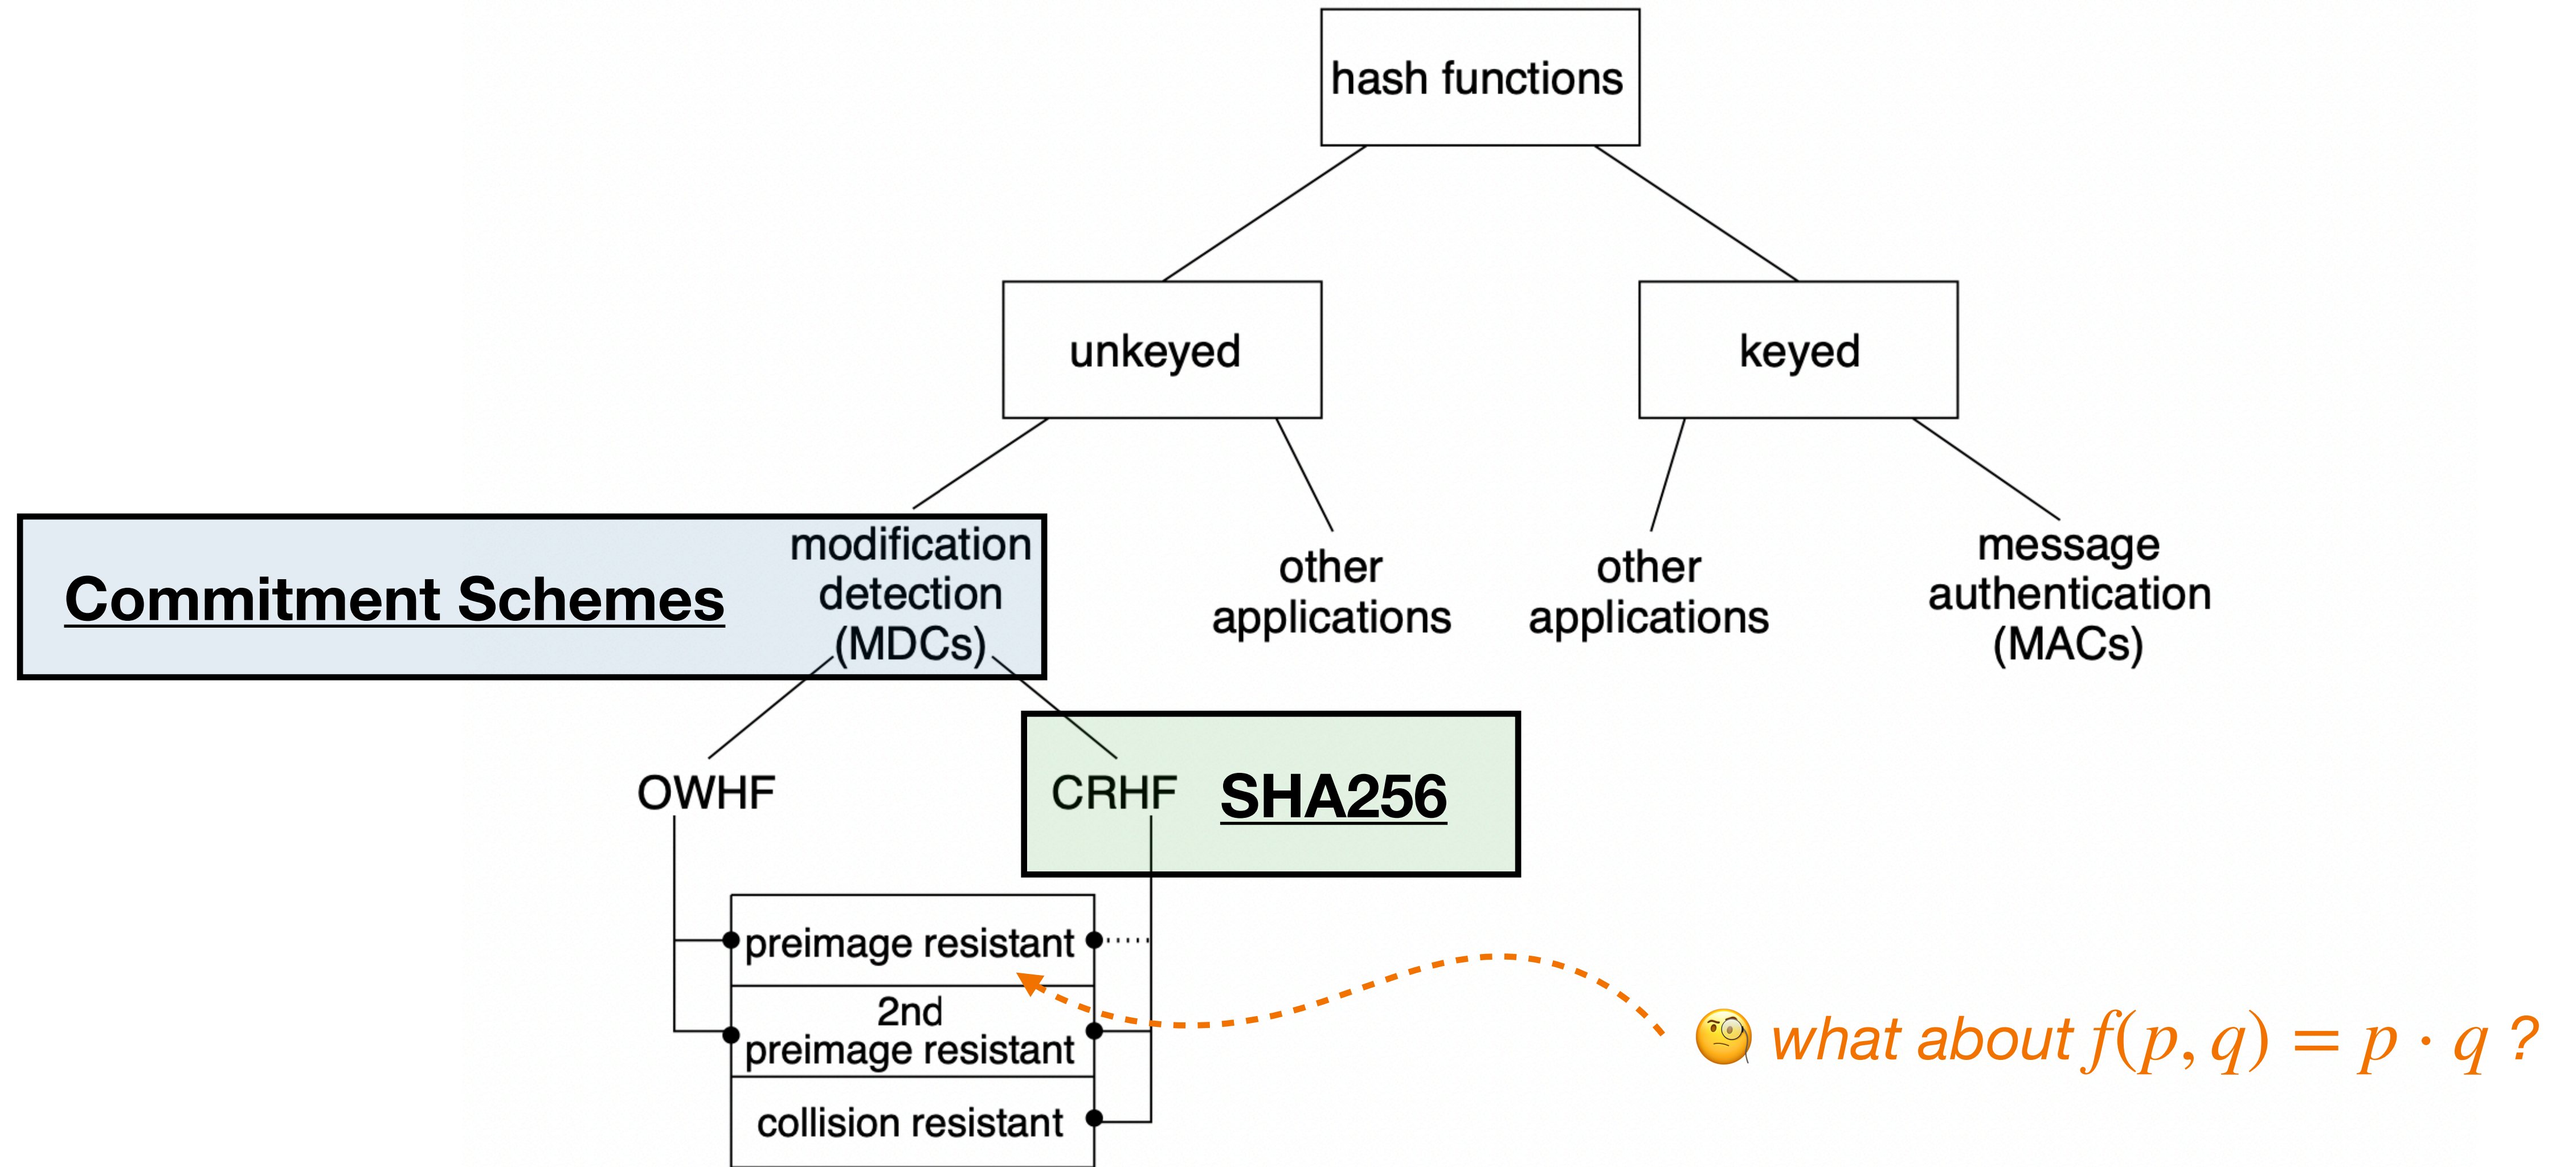 hash functions
unkeyed
keyed
Commitment Schemes
modification
detection
(MDCs)
other
applications
other
applications
message
authentication
(MACs)
OWHF
CRHF
SHA256
preimage resistant
2nd
preimage resistant
collision resistant
🧐 what about f(p, q) = p · q ?